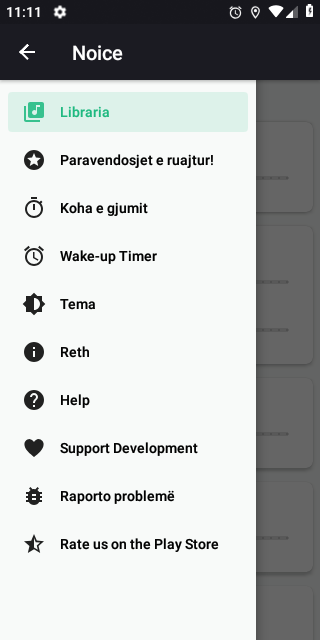 11:11
Noice
Libraria
Paravendosjet e ruajtur!
Koha e gjumit
Wake-up Timer
Tema
Reth
Help
Support Development
Raporto problemë
Rate us on the Play Store